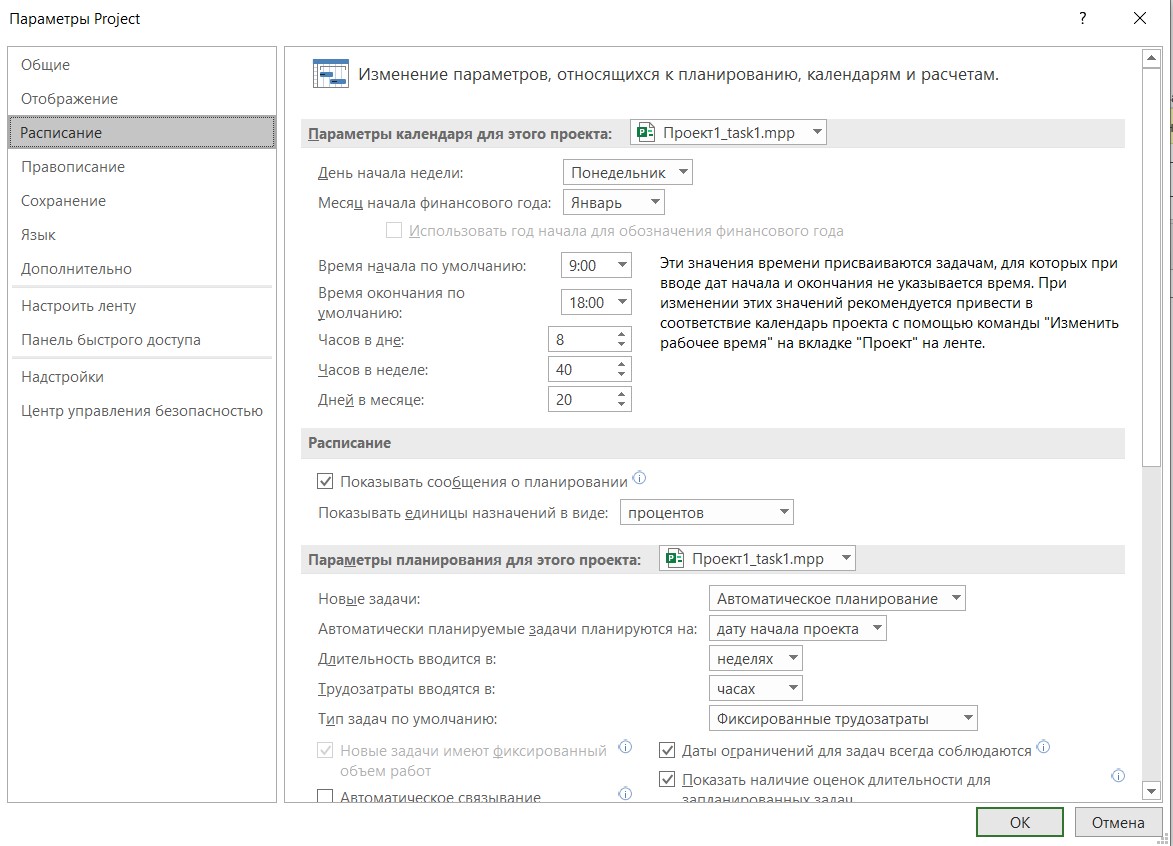 Параметры Project
?
Общие
Отображение
Расписание
Правописание
Сохранение
Язык
Дополнительно
Настроить ленту
Панель быстрого доступа
Надстройки
Центр управления безопасностью
Изменение параметров, относящихся к планированию, календарям и расчетам.
Параметры календаря для этого проекта: Проект1_task1.mpp
День начала недели: Понедельник
Месяц начала финансового года: Январь
Использовать год начала для обозначения финансового года
Время начала по умолчанию: 9:00
Время окончания по
умолчанию: 18:00
Часов в дне: 8
Часов в неделе: 40
Дней в месяце: 20
Эти значения времени присваиваются задачам, для которых при
вводе дат начала и окончания не указывается время. При
изменении этих значений рекомендуется привести в
соответствие календарь проекта с помощью команды "Изменить
рабочее время" на вкладке "Проект" на ленте.
Расписание
Показывать сообщения о планировании
Показывать единицы назначений в виде: процентов
Параметры планирования для этого проекта: Проект1_task1.mpp
Новые задачи: Автоматическое планирование
Автоматически планируемые задачи планируются на: дату начала проекта
Длительность вводится в: неделях
Трудозатраты вводятся в: часах
Тип задач по умолчанию: Фиксированные трудозатраты
Новые задачи имеют фиксированный
объем работ
Автоматическое связывание
Даты ограничений для задач всегда соблюдаются
Показать наличие оценок длительности для
запланированных задач
ОК
Отмена